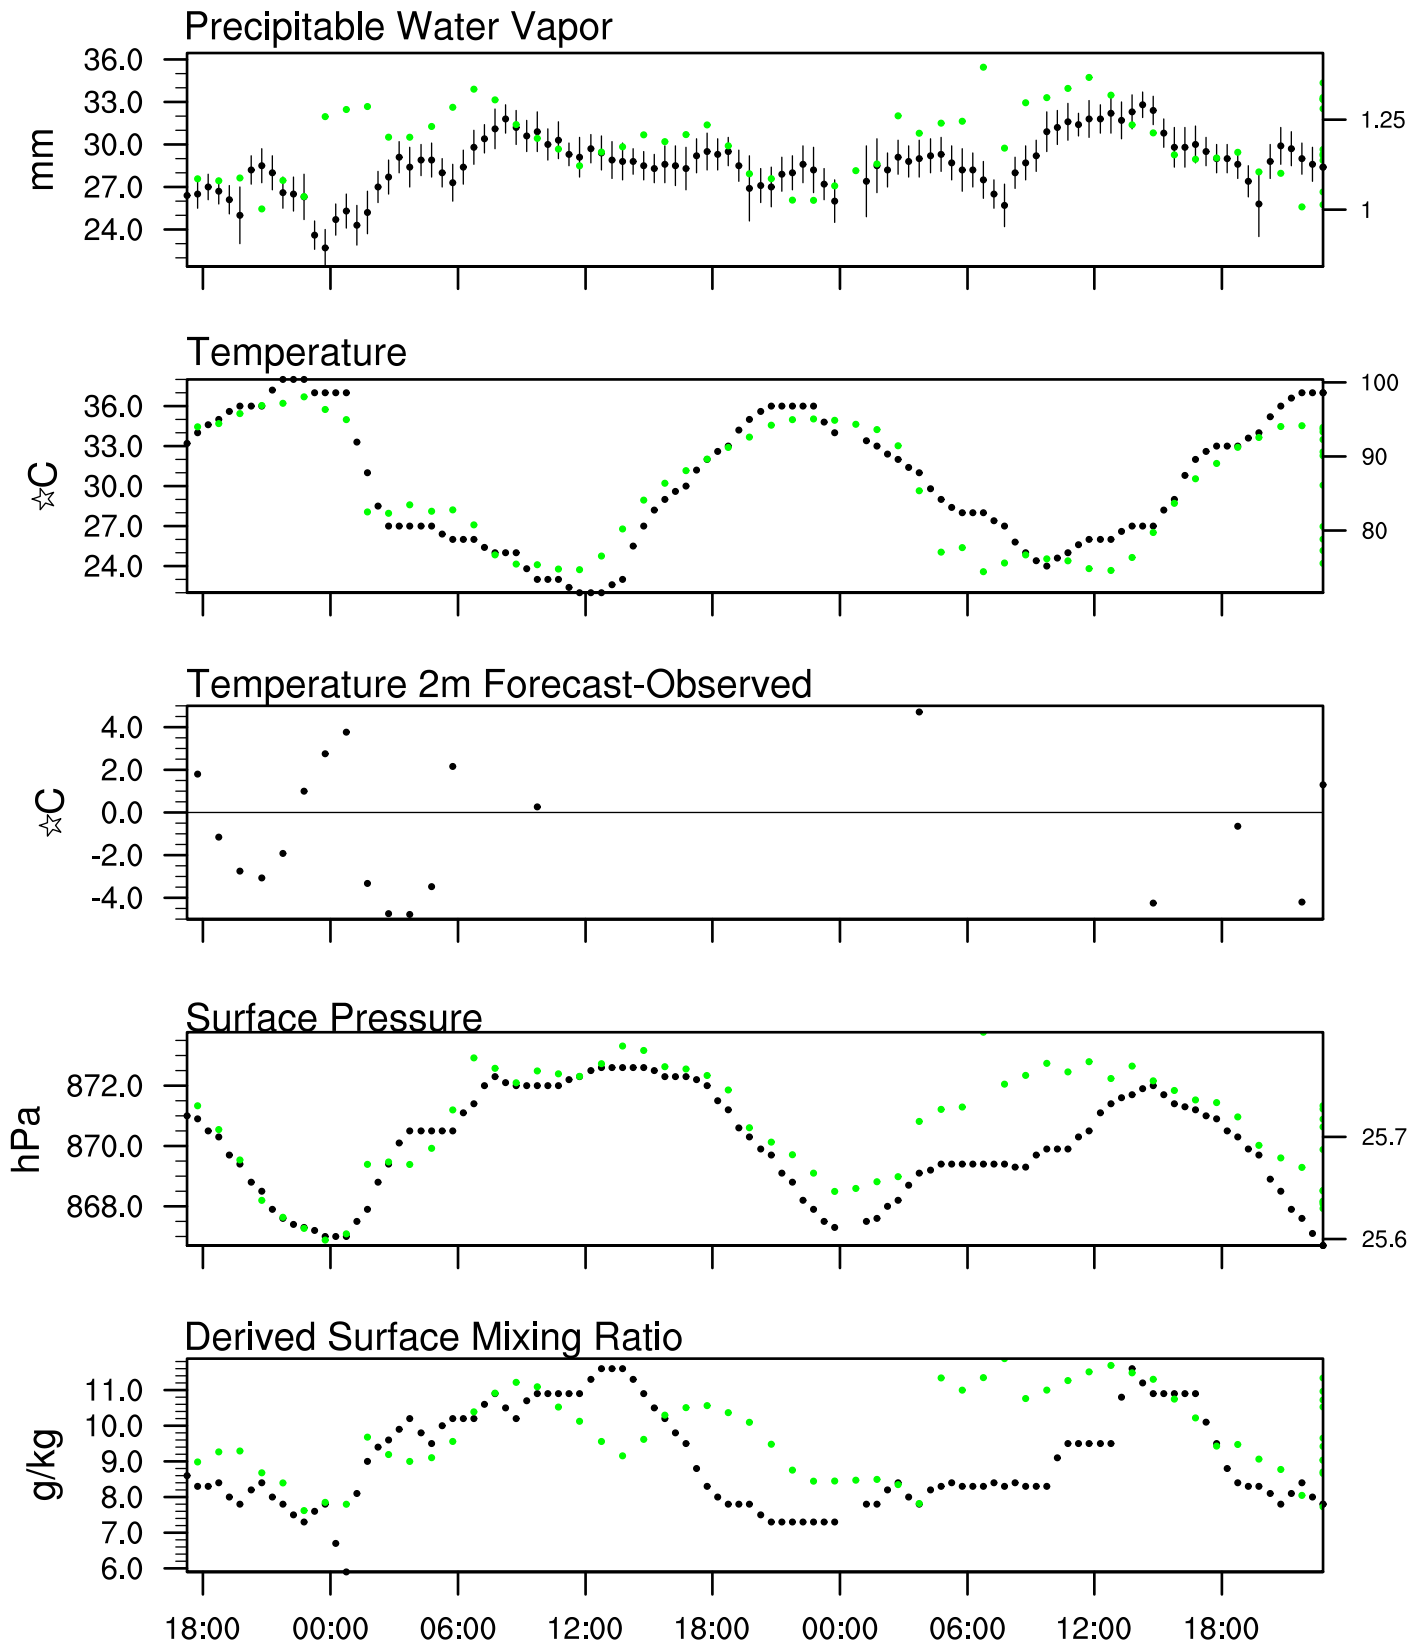 Precipitable Water Vapor
36.0
33.0
30.0
27.0
24.0
mm
1.25
1
Temperature
36.0
33.0
30.0
27.0
24.0
☆C
100
90
80
Temperature 2m Forecast-Observed
4.0
2.0
0.0
-2.0
-4.0
☆C
Surface Pressure
872.0
870.0
868.0
hPa
25.7
25.6
Derived Surface Mixing Ratio
11.0
10.0
9.0
8.0
7.0
6.0
g/kg
18:00 00:00 06:00 12:00 18:00 00:00 06:00 12:00 18:00